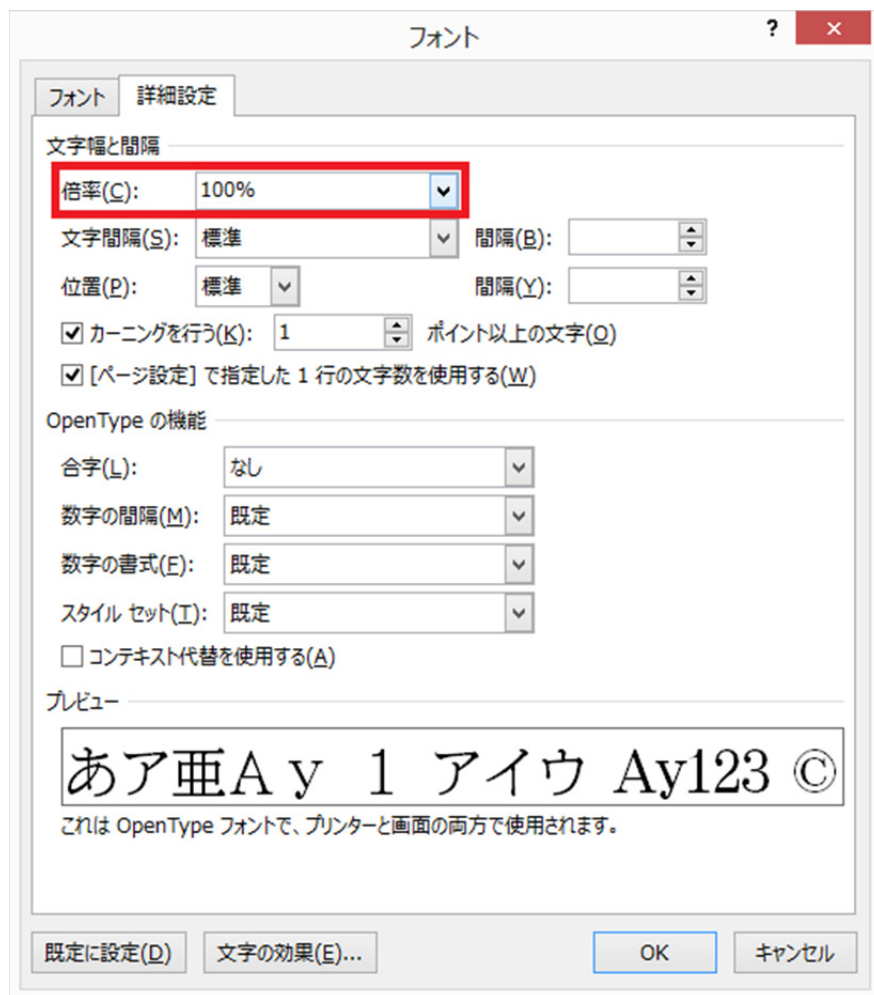 フォント ?
フォント 詳細設定
文字幅と間隔
倍率(C): 100%
文字間隔(S): 標準 間隔(B):
位置(P): 標準 間隔(Y):
カーニングを行う(K): 1 ポイント以上の文字(O)
[ページ設定] で指定した 1 行の文字数を使用する(W)
OpenType の機能
合字(L): なし
数字の間隔(M): 既定
数字の書式(F): 既定
スタイル セット(T): 既定
コンテキスト代替を使用する(A)
プレビュー
あア亜Ａｙ　１　アイウ Ay123 ©
これは OpenType フォントで、プリンターと画面の両方で使用されます。
既定に設定(D) 文字の効果(E)... OK キャンセル